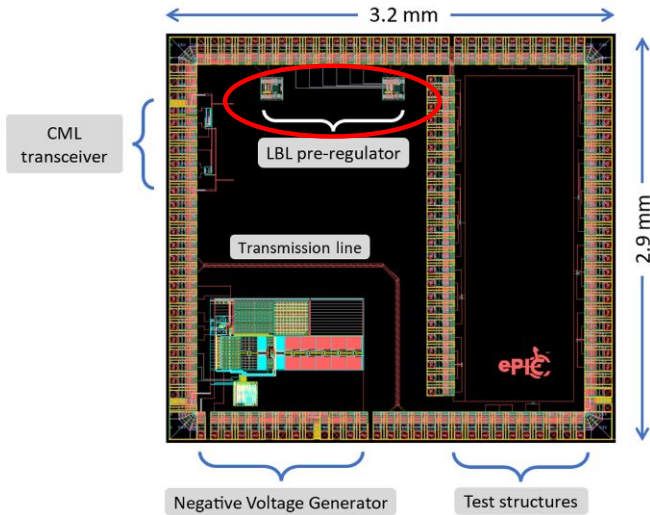 3.2 mm
CML
transceiver
LBL pre-regulator
2.9 mm
Transmission line
ePIC
Negative Voltage Generator
Test structures